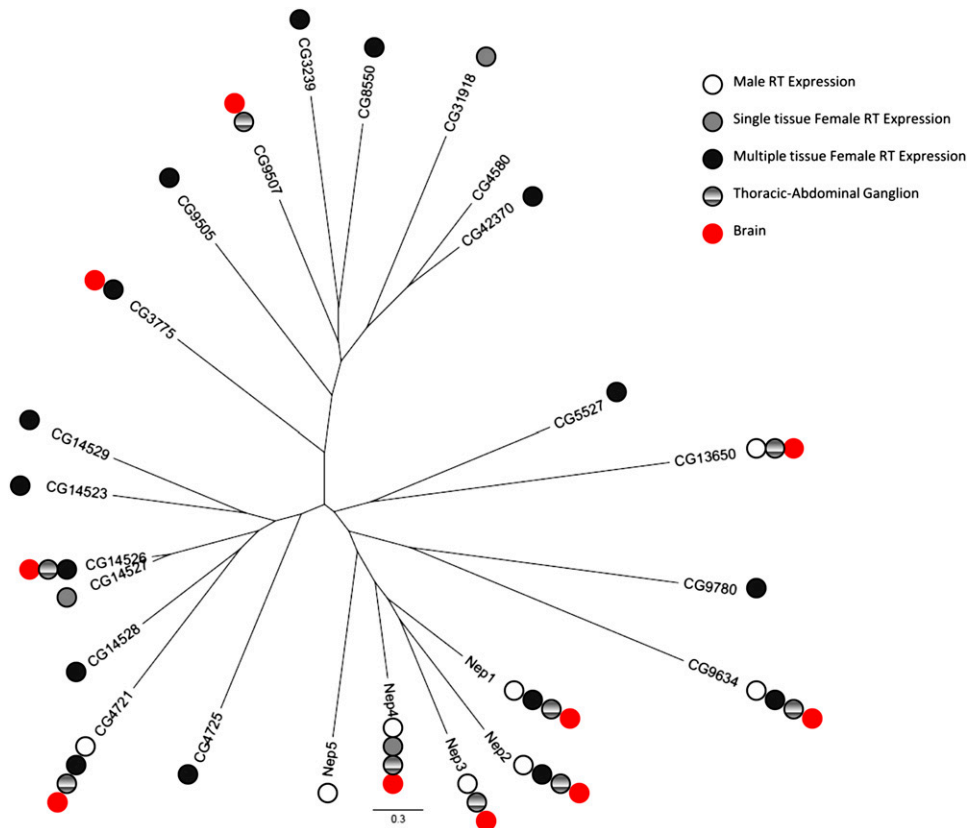 CG3239
CG8550
CG31918
CG9507
CG4580
CG42370
CG9505
CG3775
Male RT Expression
Single tissue Female RT Expression
Multiple tissue Female RT Expression
Thoracic-Abdominal Ganglion
Brain
CG5527
CG13650
CG14529
CG14523
CG14526
CG14527
CG14528
CG4721
CG4725
Nep5
Nep4
Nep3
Nep2
Nep1
CG9780
CG9634
0.3